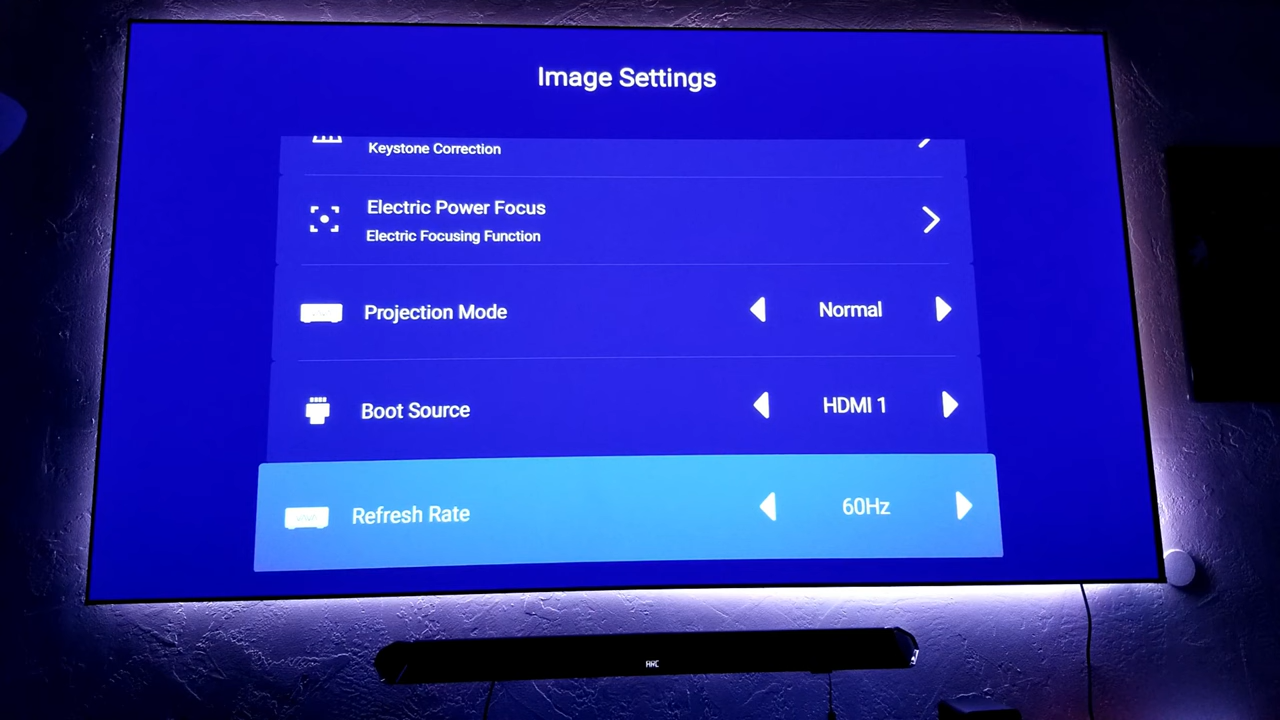 Image Settings
Keystone Correction
Electric Power Focus
Electric Focusing Function
Projection Mode
Normal
Boot Source
HDMI 1
Refresh Rate
60Hz
ARC